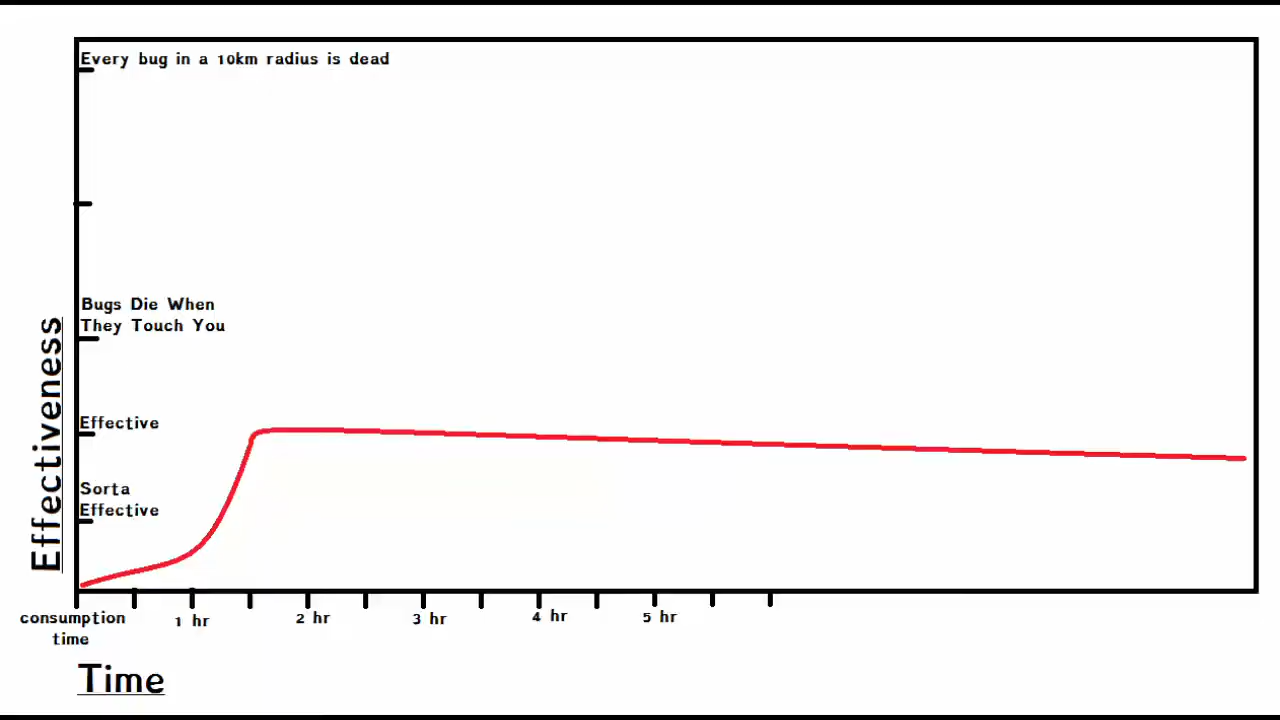 Every bug in a 10km radius is dead
Bugs Die When
They Touch You
Effective
Sorta
Effective
Effectiveness
consumption
time
1 hr
2 hr
3 hr
4 hr
5 hr
Time